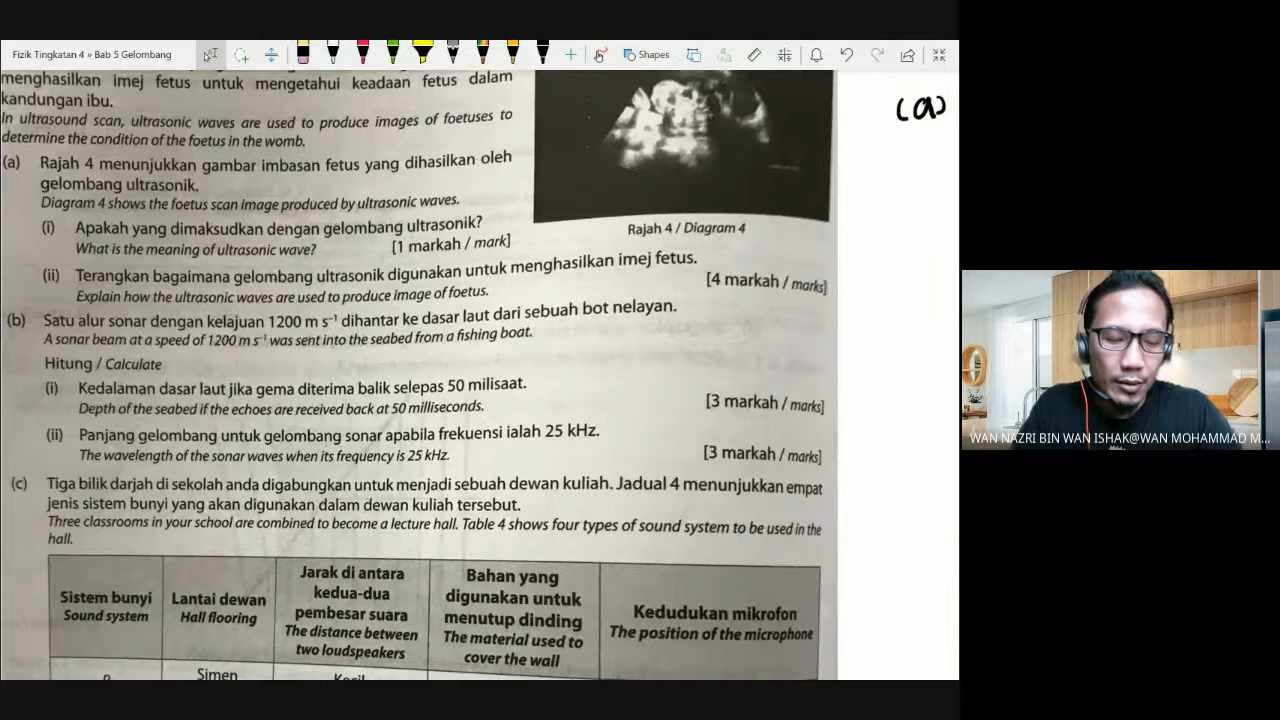 Fizik Tingkatan 4 » Bab 5 Gelombang
Shapes
menghasilkan imej fetus untuk mengetahui keadaan fetus dalam
kandungan ibu.
In ultrasound scan, ultrasonic waves are used to produce images of foetuses to
determine the condition of the foetus in the womb.
(a) Rajah 4 menunjukkan gambar imbasan fetus yang dihasilkan oleh
gelombang ultrasonik.
Diagram 4 shows the foetus scan image produced by ultrasonic waves.
(i) Apakah yang dimaksudkan dengan gelombang ultrasonik?
What is the meaning of ultrasonic wave? [1 markah / mark]
Rajah 4 / Diagram 4
(ii) Terangkan bagaimana gelombang ultrasonik digunakan untuk menghasilkan imej fetus.
Explain how the ultrasonic waves are used to produce image of foetus. [4 markah / marks]
(b) Satu alur sonar dengan kelajuan 1200 m s⁻¹ dihantar ke dasar laut dari sebuah bot nelayan.
A sonar beam at a speed of 1200 m s⁻¹ was sent into the seabed from a fishing boat.
Hitung / Calculate
(i) Kedalaman dasar laut jika gema diterima balik selepas 50 milisaat.
Depth of the seabed if the echoes are received back at 50 milliseconds. [3 markah / marks]
(ii) Panjang gelombang untuk gelombang sonar apabila frekuensi ialah 25 kHz.
The wavelength of the sonar waves when its frequency is 25 kHz. [3 markah / marks]
(c) Tiga bilik darjah di sekolah anda digabungkan untuk menjadi sebuah dewan kuliah. Jadual 4 menunjukkan empat
jenis sistem bunyi yang akan digunakan dalam dewan kuliah tersebut.
Three classrooms in your school are combined to become a lecture hall. Table 4 shows four types of sound system to be used in the
hall.
Sistem bunyi
Sound system
Lantai dewan
Hall flooring
Jarak di antara
kedua-dua
pembesar suara
The distance between
two loudspeakers
Bahan yang
digunakan untuk
menutup dinding
The material used to
cover the wall
Kedudukan mikrofon
The position of the microphone
Simen
(a)
WAN NAZRI BIN WAN ISHAK@WAN MOHAMMAD M...